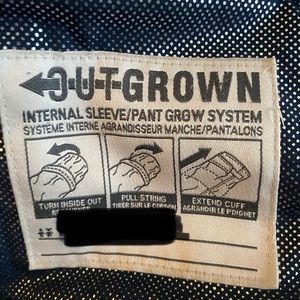 OUTGROWN
INTERNAL SLEEVE/PANT GROW SYSTEM
SYSTÈME INTERNE AGRANDISSEUR MANCHE/PANTALONS
TURN INSIDE OUT
PULL STRING
TIRER SUR LE CORDON
EXTEND CUFF
AGRANDIR LE POIGNET